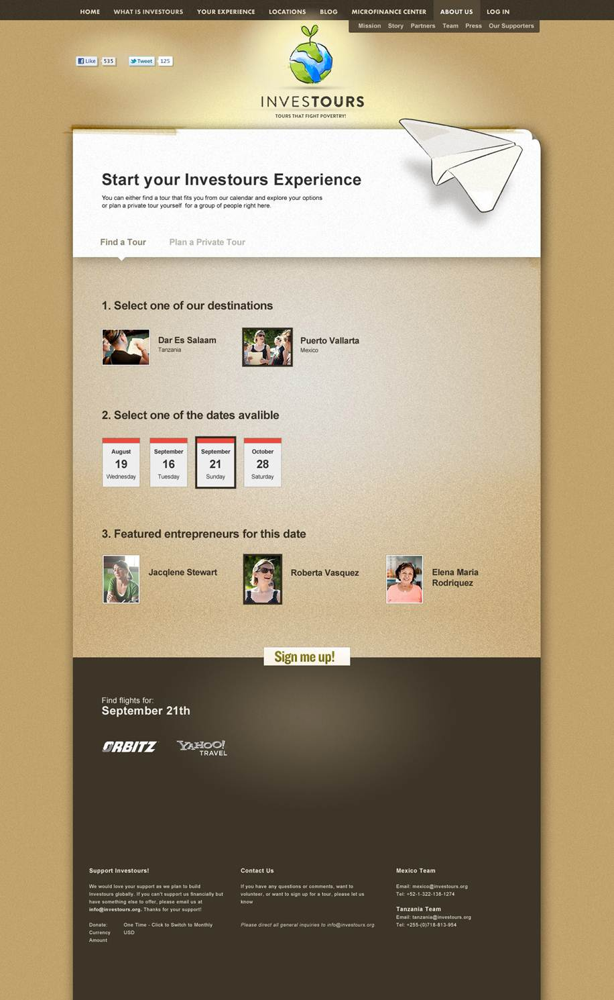 HOME WHAT IS INVESTOURS YOUR EXPERIENCE LOCATIONS BLOG MICROFINANCE CENTER ABOUT US LOG IN
Mission Story Partners Team Press Our Supporters
Like 535 Tweet 125
INVESTOURS
TOURS THAT FIGHT POVERTRY!
Start your Investours Experience
You can either find a tour that fits you from our calendar and explore your options
or plan a private tour yourself for a group of people right here.
Find a Tour Plan a Private Tour
1. Select one of our destinations
Dar Es Salaam
Tanzania
Puerto Vallarta
Mexico
2. Select one of the dates avalible
August
19
Wednesday
September
16
Tuesday
September
21
Sunday
October
28
Saturday
3. Featured entrepreneurs for this date
Jacqlene Stewart
Roberta Vasquez
Elena Maria
Rodriquez
Sign me up!
Find flights for:
September 21th
ORBITZ
YAHOO!
TRAVEL
Support Investours!
We would love your support as we plan to build
Investours globally. If you can't support us financially but
have something else to offer, please email us at
info@investours.org. Thanks for your support!
Donate: One Time - Click to Switch to Monthly
Currency USD
Amount
Contact Us
If you have any questions or comments, want to
volunteer, or want to sign up for a tour, please let us
know
Please direct all general inquiries to info@investours.org.
Mexico Team
Email: mexico@investours.org
Tel: +52-1-322-138-1274
Tanzania Team
Email: tanzania@investours.org
Tel: +255-(0)718-813-954